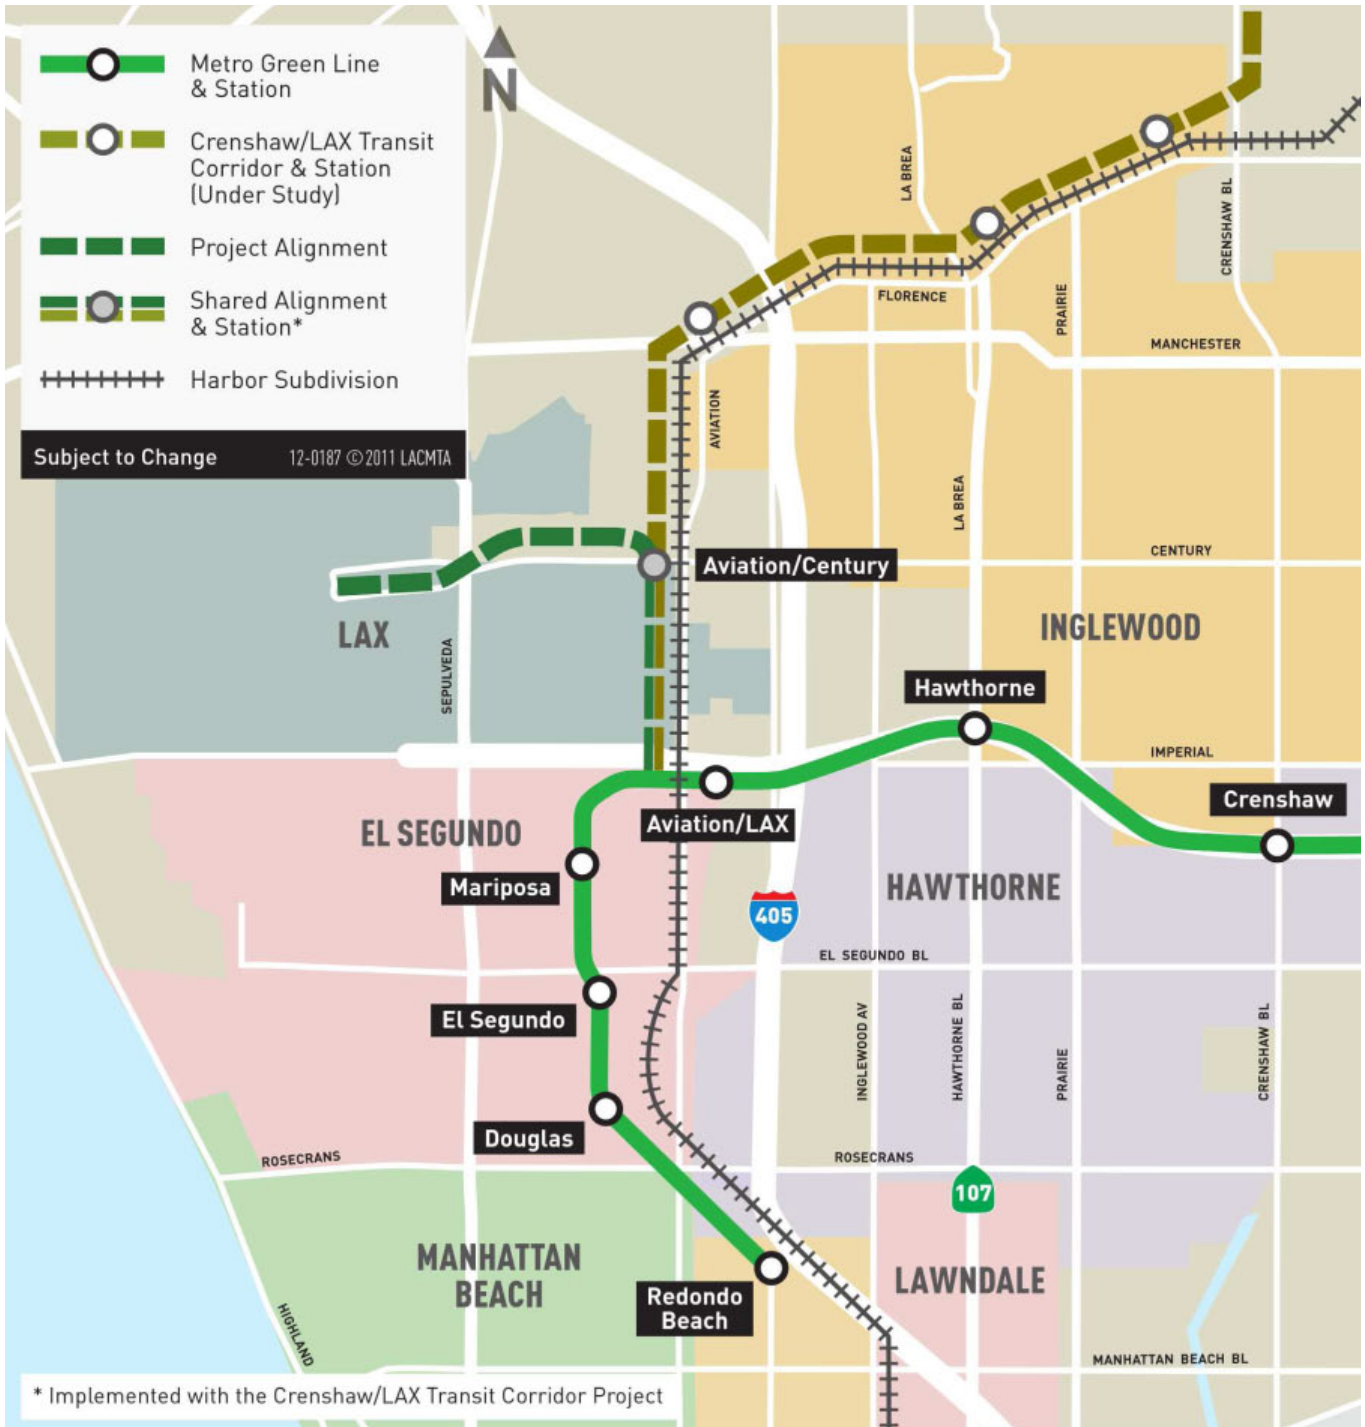 Metro Green Line
& Station
Crenshaw/LAX Transit
Corridor & Station
(Under Study)
Project Alignment
Shared Alignment
& Station*
Harbor Subdivision
Subject to Change
12-0187 ©2011 LACMTA
N
LA BREA
CRENSHAW BL
FLORENCE
PRAIRIE
MANCHESTER
AVIATION
LA BREA
CENTURY
Aviation/Century
INGLEWOOD
LAX
SEPULVEDA
Hawthorne
IMPERIAL
Crenshaw
Aviation/LAX
EL SEGUNDO
Mariposa
HAWTHORNE
405
EL SEGUNDO BL
El Segundo
INGLEWOOD AV
HAWTHORNE BL
PRAIRIE
CRENSHAW BL
Douglas
ROSECRANS
ROSECRANS
107
MANHATTAN
BEACH
LAWNDALE
Redondo
Beach
HIGHLAND
MANHATTAN BEACH BL
* Implemented with the Crenshaw/LAX Transit Corridor Project